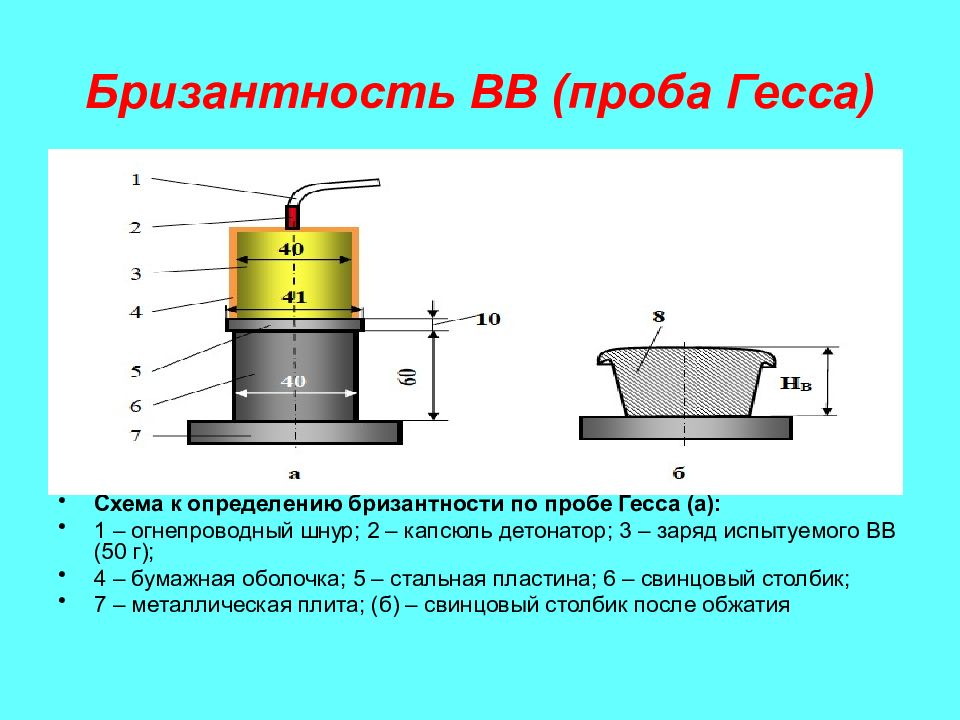 Бризантность ВВ (проба Гесса)
1
2
40
3
41
4
10
8
5
60
40
6
Нв
7
а
б
• Схема к определению бризантности по пробе Гесса (а):
• 1 – огнепроводный шнур; 2 – капсюль детонатор; 3 – заряд испытуемого ВВ
(50 г);
• 4 – бумажная оболочка; 5 – стальная пластина; 6 – свинцовый столбик;
• 7 – металлическая плита; (б) – свинцовый столбик после обжатия